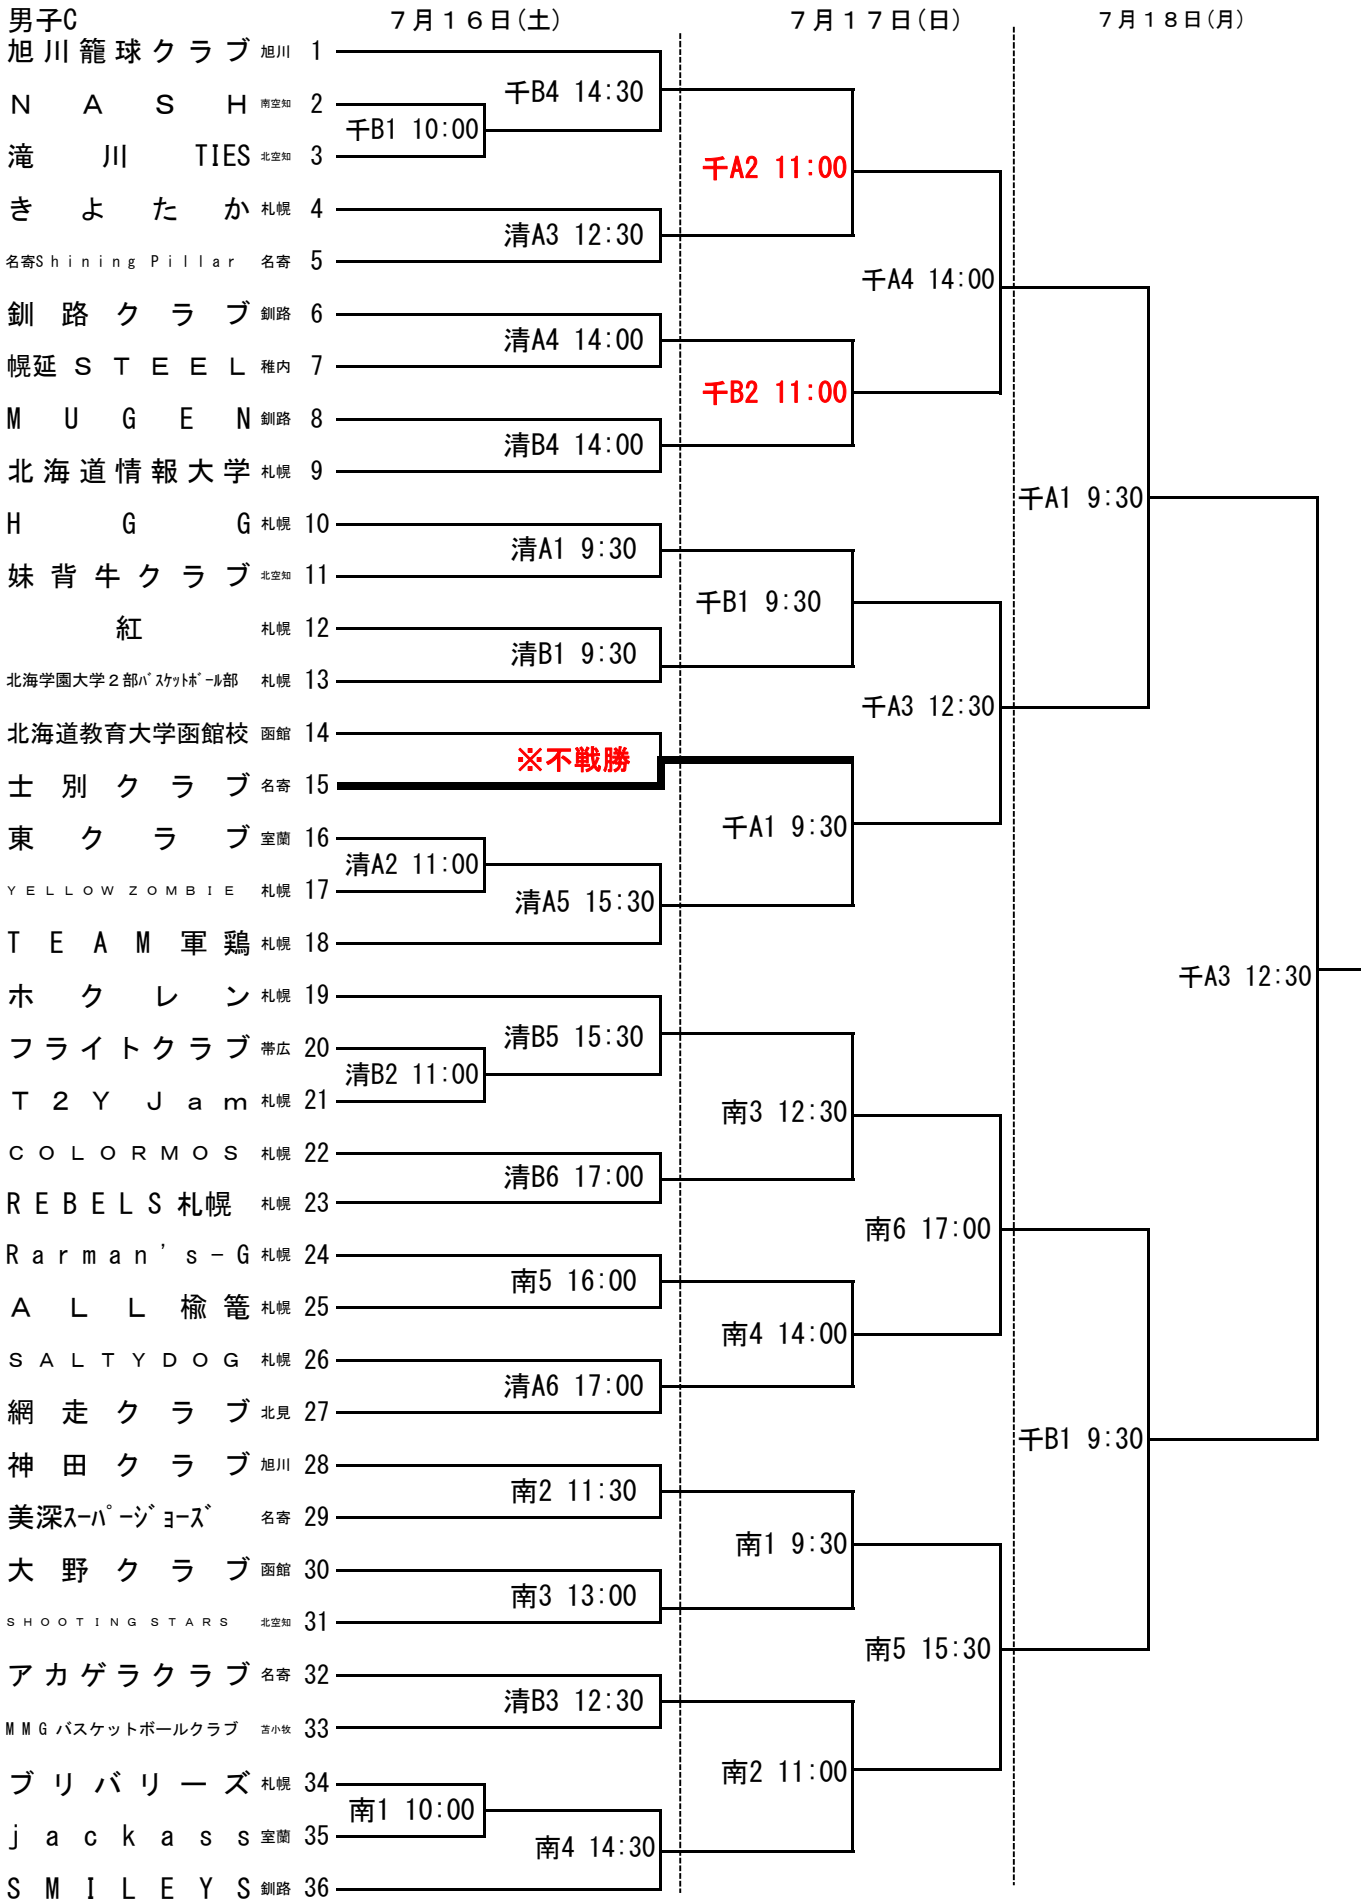 男子C　７月１６日(土)　７月１７日(日)　７月１８日(月)
旭川籠球クラブ 旭川 1
千B4 14:30
ＮＡＳＨ 南空知 2
千B1 10:00
滝川TIES 北空知 3
千A2 11:00
きよたか 札幌 4
清A3 12:30
名寄Shining Pillar 名寄 5
千A4 14:00
釧路クラブ 釧路 6
清A4 14:00
幌延ＳＴＥＥＬ 稚内 7
千B2 11:00
ＭＵＧＥＮ 釧路 8
清B4 14:00
北海道情報大学 札幌 9
千A1 9:30
HGG 札幌 10
清A1 9:30
妹背牛クラブ 北空知 11
千B1 9:30
紅 札幌 12
清B1 9:30
北海学園大学２部ﾊﾞｽｹｯﾄﾎﾞｰﾙ部 札幌 13
千A3 12:30
北海道教育大学函館校 函館 14
※不戦勝
士別クラブ 名寄 15
千A1 9:30
東クラブ 室蘭 16
清A2 11:00
ＹＥＬＬＯＷ ＺＯＭＢＩＥ 札幌 17
清A5 15:30
ＴＥＡＭ軍鶏 札幌 18
千A3 12:30
ホクレン 札幌 19
清B5 15:30
フライトクラブ 帯広 20
清B2 11:00
Ｔ２Ｙ Ｊａｍ 札幌 21
南3 12:30
ＣＯＬＯＲＭＯＳ 札幌 22
清B6 17:00
REBELS札幌 札幌 23
南6 17:00
Rarman's－G 札幌 24
南5 16:00
ＡＬＬ楡篭 札幌 25
南4 14:00
ＳＡＬＴＹＤＯＧ 札幌 26
清A6 17:00
網走クラブ 北見 27
千B1 9:30
神田クラブ 旭川 28
南2 11:30
美深ｽｰﾊﾟｰｼﾞｮｰｽﾞ 名寄 29
南1 9:30
大野クラブ 函館 30
南3 13:00
ＳＨＯＯＴＩＮＧ ＳＴＡＲＳ 北空知 31
南5 15:30
アカゲラクラブ 名寄 32
清B3 12:30
MMGバスケットボールクラブ 苫小牧 33
南2 11:00
ブリバリーズ 札幌 34
南1 10:00
jackass 室蘭 35
南4 14:30
ＳＭＩＬＥＹＳ 釧路 36